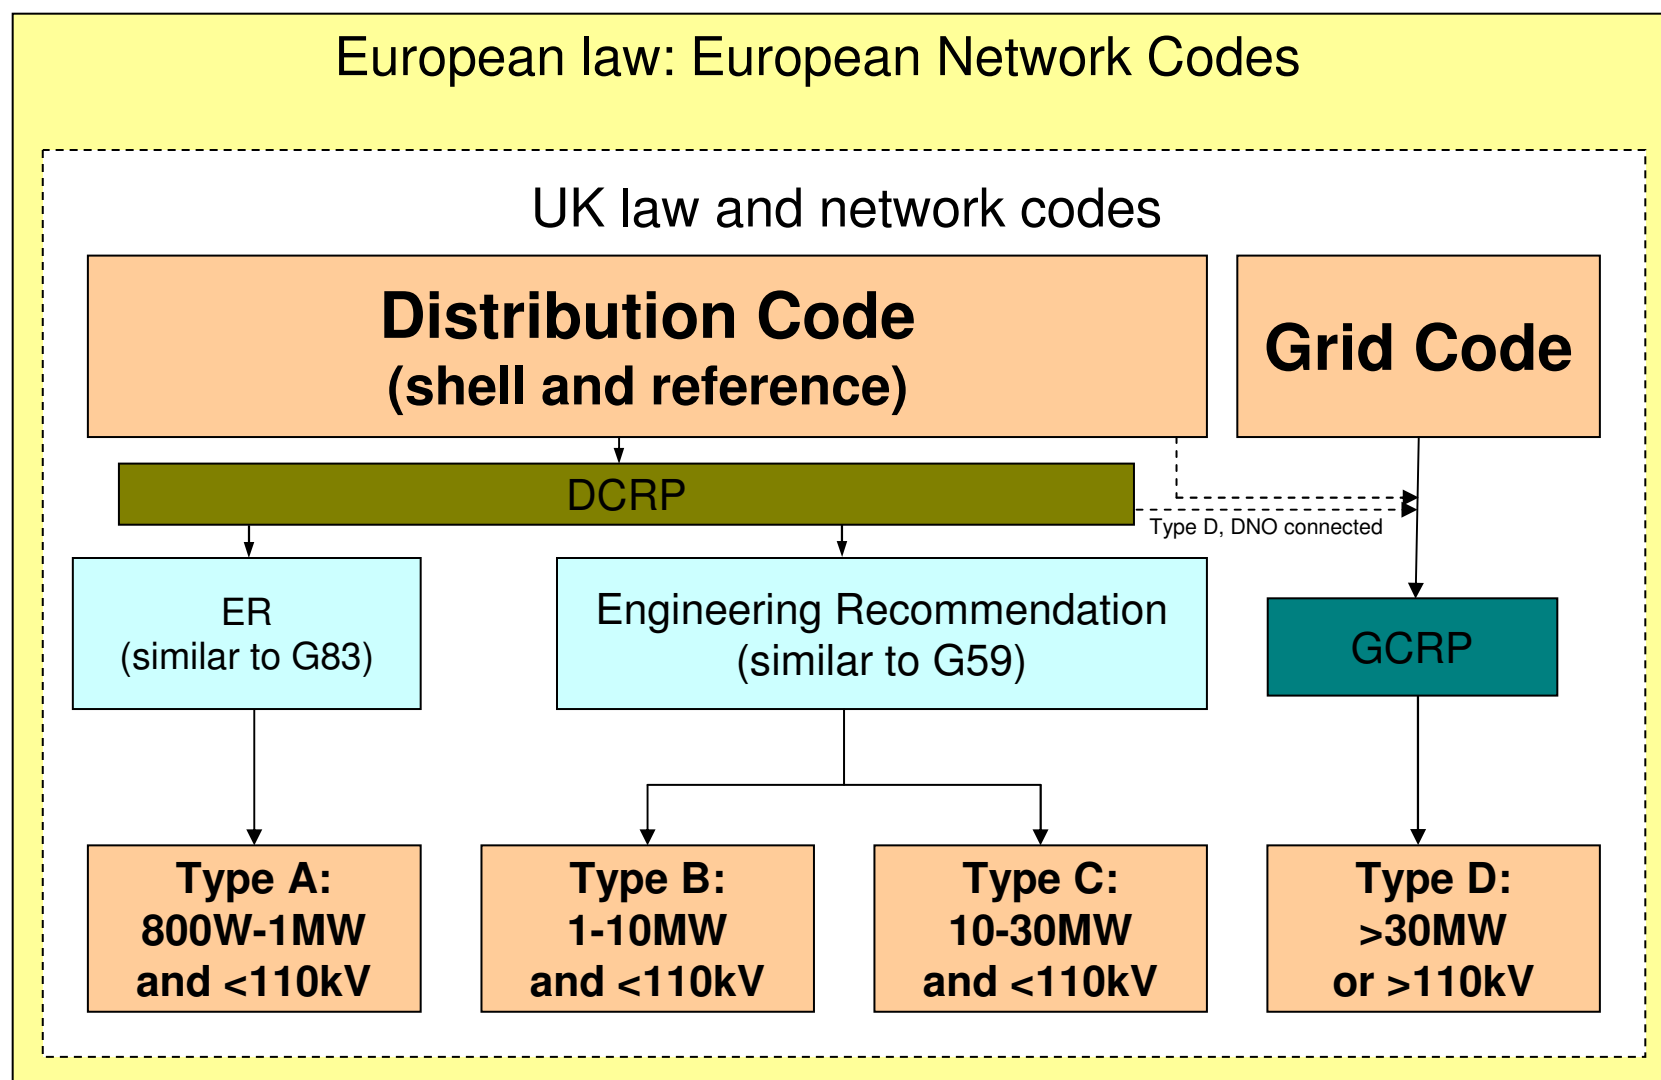 European law: European Network Codes
UK law and network codes
Distribution Code
(shell and reference)
Grid Code
DCRP
Type D, DNO connected
ER
(similar to G83)
Engineering Recommendation
(similar to G59)
GCRP
Type A:
800W-1MW
and <110kV
Type B:
1-10MW
and <110kV
Type C:
10-30MW
and <110kV
Type D:
>30MW
or >110kV